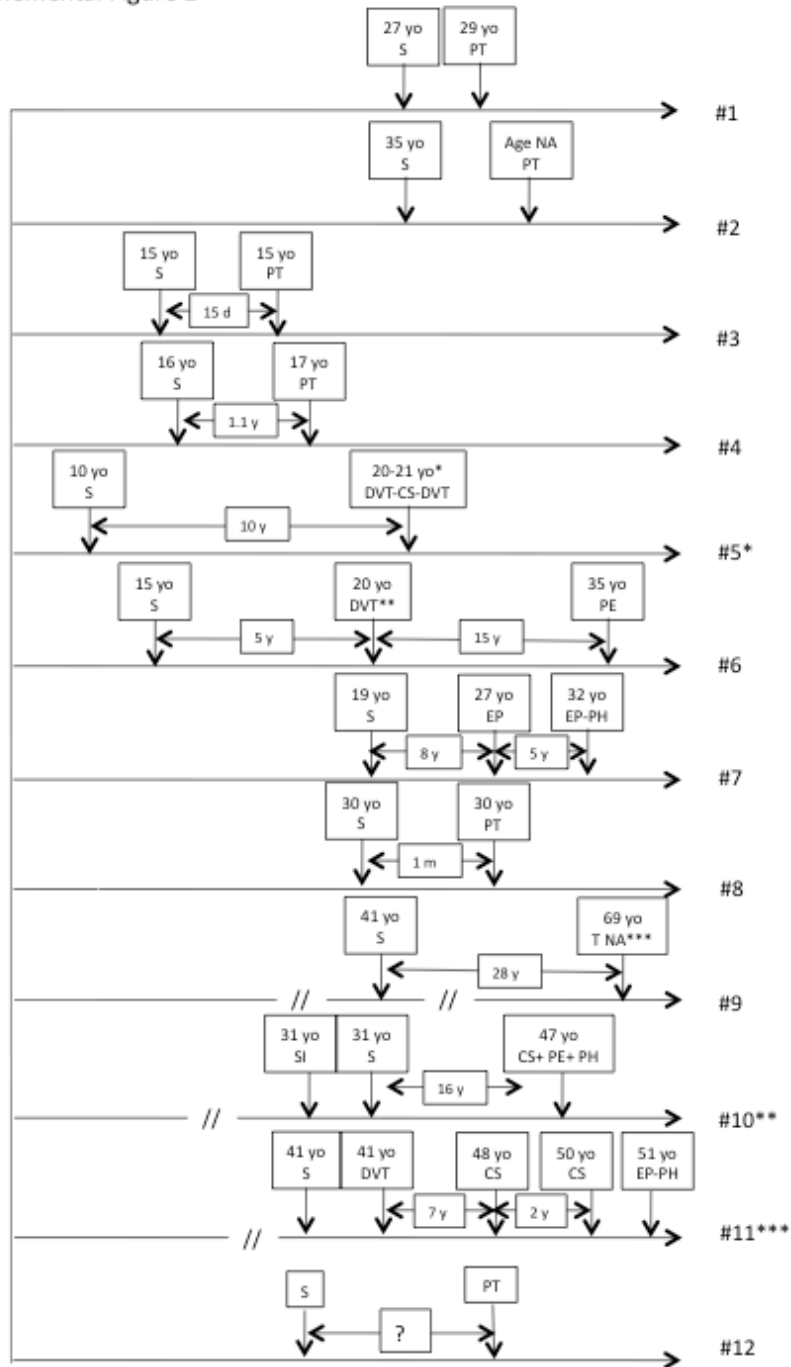 27 yo
S
29 yo
PT
#1
35 yo
S
Age NA
PT
#2
15 yo
S
15 yo
PT
15 d
#3
16 yo
S
17 yo
PT
1.1 y
#4
10 yo
S
20-21 yo*
DVT-CS-DVT
10 y
#5*
15 yo
S
20 yo
DVT**
35 yo
PE
5 y
15 y
#6
19 yo
S
27 yo
EP
32 yo
EP-PH
8 y
5 y
#7
30 yo
S
30 yo
PT
1 m
#8
41 yo
S
69 yo
T NA***
28 y
//
//
#9
31 yo
SI
31 yo
S
47 yo
CS+ PE+ PH
16 y
//
#10**
41 yo
S
41 yo
DVT
48 yo
CS
50 yo
CS
51 yo
EP-PH
7 y
2 y
//
#11***
S
PT
?
#12